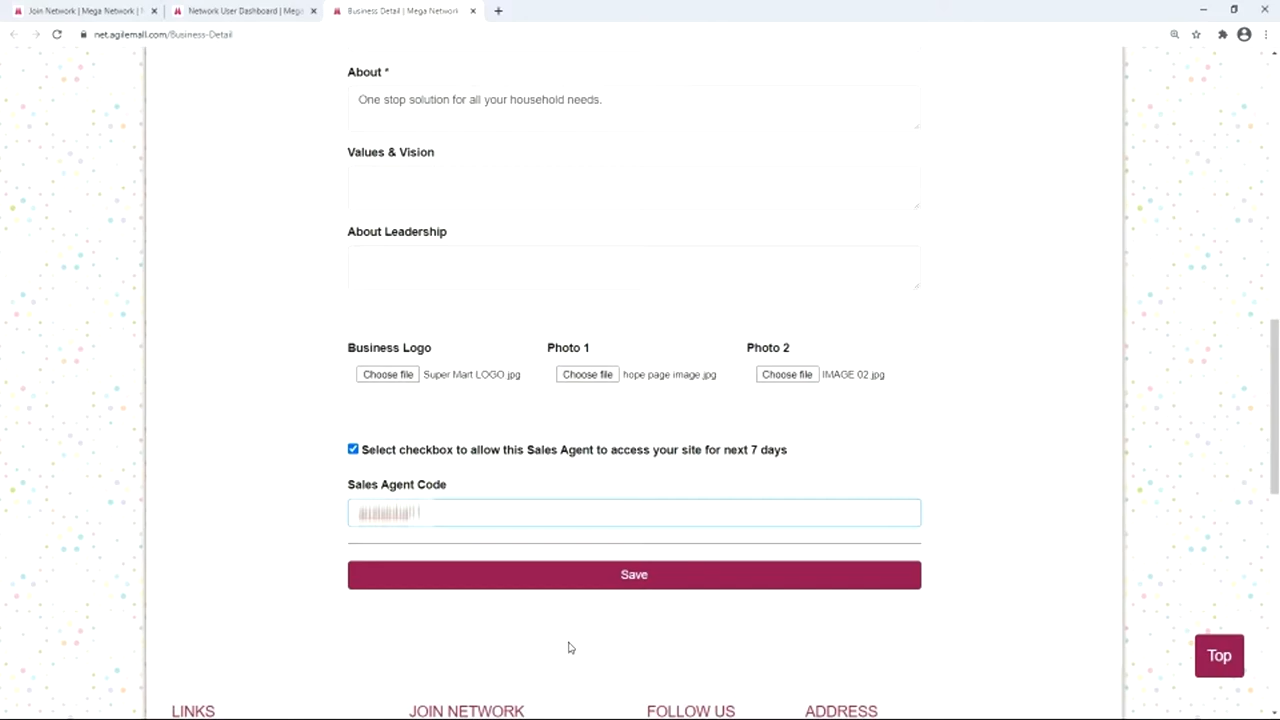 Join Network | Mega Network |
Network User Dashboard | Mega
Business Detail | Mega Network
net.agilemall.com/Business-Detail
About *
One stop solution for all your household needs.
Values & Vision
About Leadership
Business Logo
Photo 1
Photo 2
Choose file Super Mart LOGO.jpg
Choose file hope page image.jpg
Choose file IMAGE 02.jpg
Select checkbox to allow this Sales Agent to access your site for next 7 days
Sales Agent Code
Save
Top
LINKS
JOIN NETWORK
FOLLOW US
ADDRESS